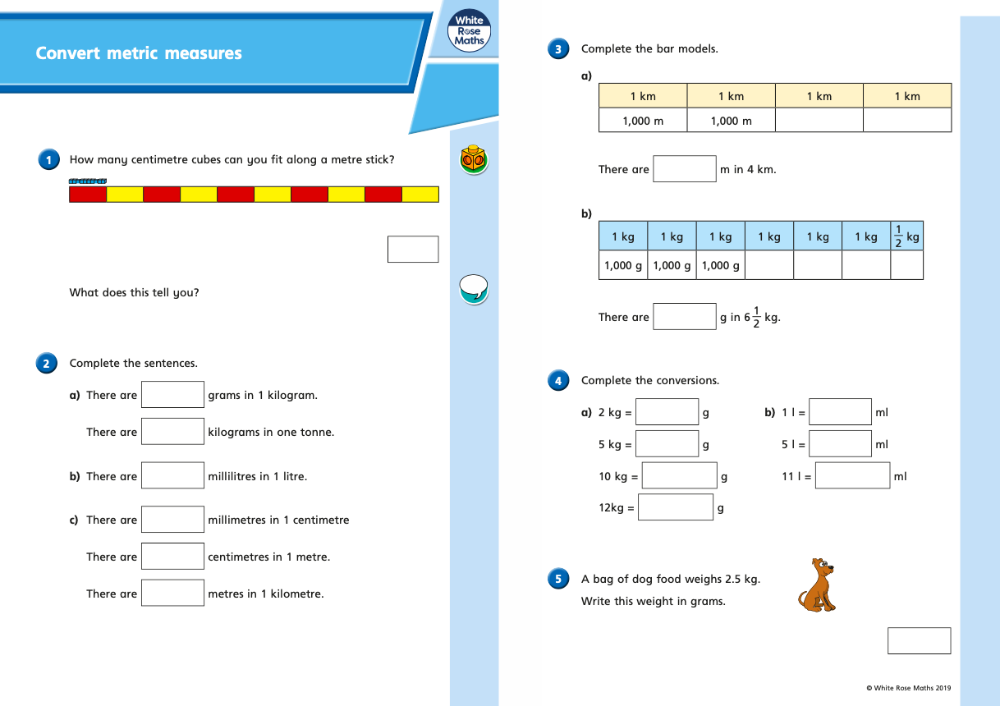 Convert metric measures
White
Rose
Maths
1 How many centimetre cubes can you fit along a metre stick?
What does this tell you?
2 Complete the sentences.
a) There are grams in 1 kilogram.
There are kilograms in one tonne.
b) There are millilitres in 1 litre.
c) There are millimetres in 1 centimetre
There are centimetres in 1 metre.
There are metres in 1 kilometre.
3 Complete the bar models.
a)
1 km 1 km 1 km 1 km
1,000 m 1,000 m
There are m in 4 km.
b)
1 kg 1 kg 1 kg 1 kg 1 kg 1 kg 1/2 kg
1,000 g 1,000 g 1,000 g
There are g in 6 1/2 kg.
4 Complete the conversions.
a) 2 kg = g b) 1 l = ml
5 kg = g 5 l = ml
10 kg = g 11 l = ml
12kg = g
5 A bag of dog food weighs 2.5 kg.
Write this weight in grams.
© White Rose Maths 2019